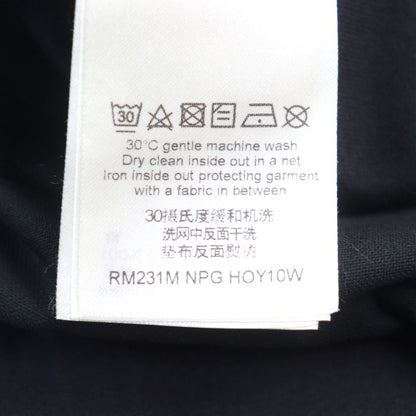 30
30°C gentle machine wash
Dry clean inside out in a net
Iron inside out protecting garment
with a fabric in between
30摄氏度缓和机洗
洗网中反面干洗
垫布反面熨烫
RM231M NPG HOY10W